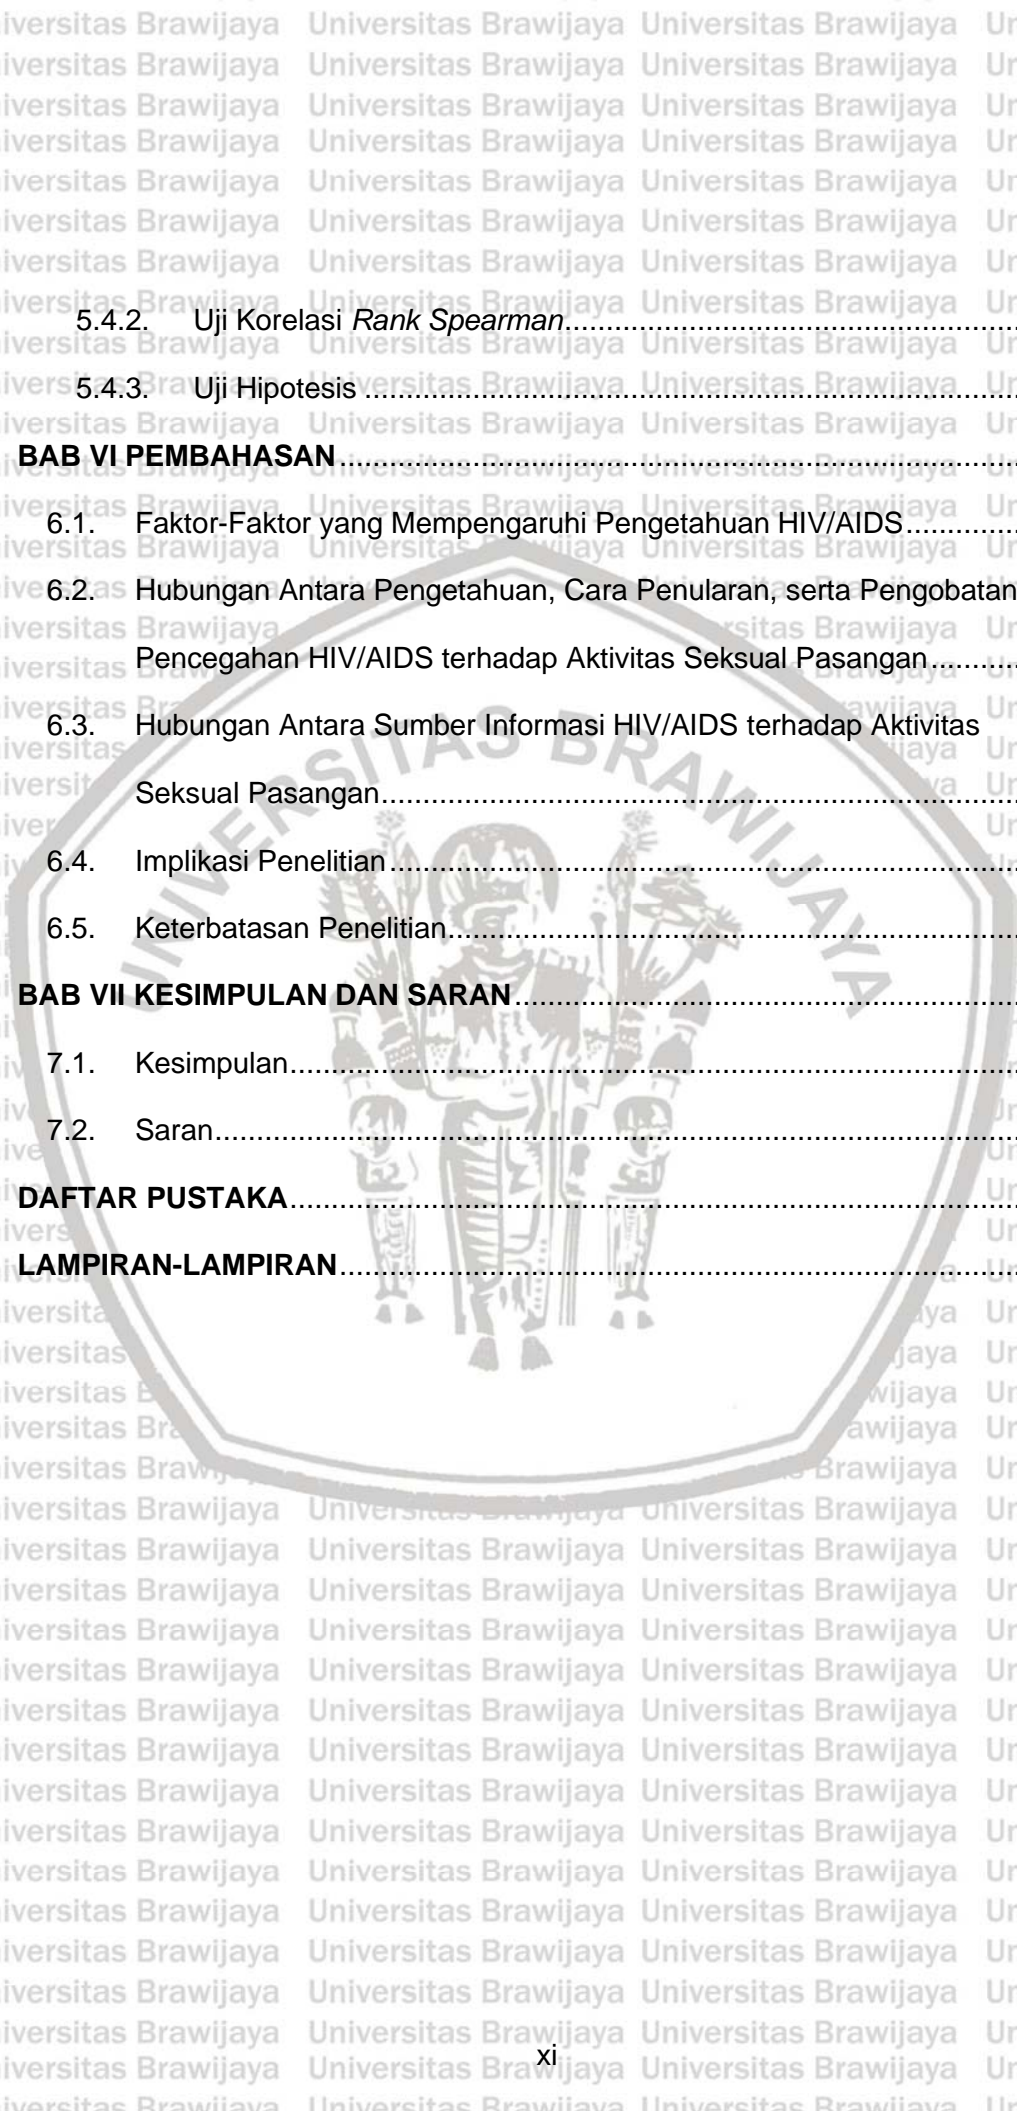 5.4.2. Uji Korelasi Rank Spearman
5.4.3. Uji Hipotesis
BAB VI PEMBAHASAN
6.1. Faktor-Faktor yang Mempengaruhi Pengetahuan HIV/AIDS
6.2. Hubungan Antara Pengetahuan, Cara Penularan, serta Pengobatan
Pencegahan HIV/AIDS terhadap Aktivitas Seksual Pasangan
6.3. Hubungan Antara Sumber Informasi HIV/AIDS terhadap Aktivitas
Seksual Pasangan
6.4. Implikasi Penelitian
6.5. Keterbatasan Penelitian
BAB VII KESIMPULAN DAN SARAN
7.1. Kesimpulan
7.2. Saran
DAFTAR PUSTAKA
LAMPIRAN-LAMPIRAN
UNIVERSITAS BRAWIJAYA
xi